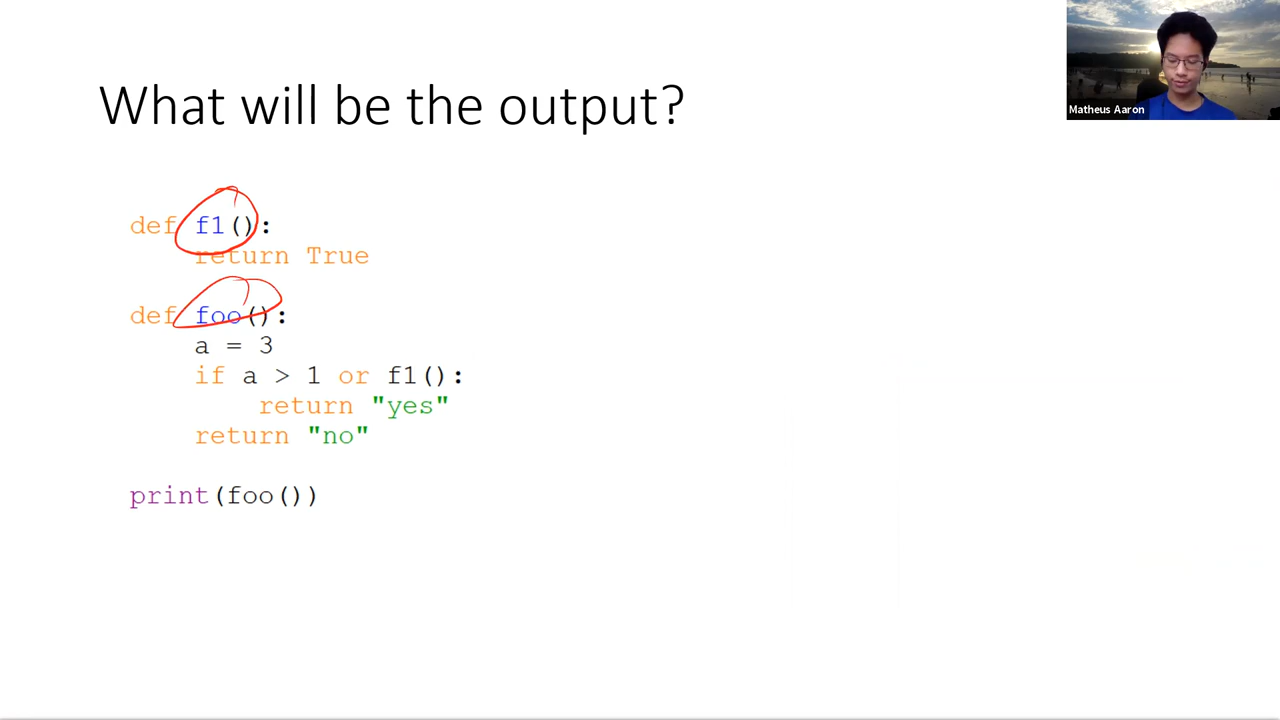 What will be the output?
Matheus Aaron
def f1():
    return True
def foo():
    a = 3
    if a > 1 or f1():
        return "yes"
    return "no"
print(foo())